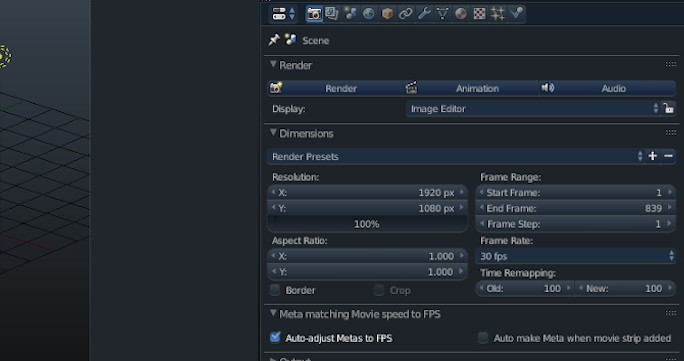 Scene
Render
Render Animation Audio
Display: Image Editor
Dimensions
Render Presets
Resolution: Frame Range:
X: 1920 px Start Frame: 1
Y: 1080 px End Frame: 839
100% Frame Step: 1
Aspect Ratio: Frame Rate:
X: 1.000 30 fps
Y: 1.000 Time Remapping:
Border Crop Old: 100 New: 100
Meta matching Movie speed to FPS
Auto-adjust Metas to FPS Auto make Meta when movie strip added
Output